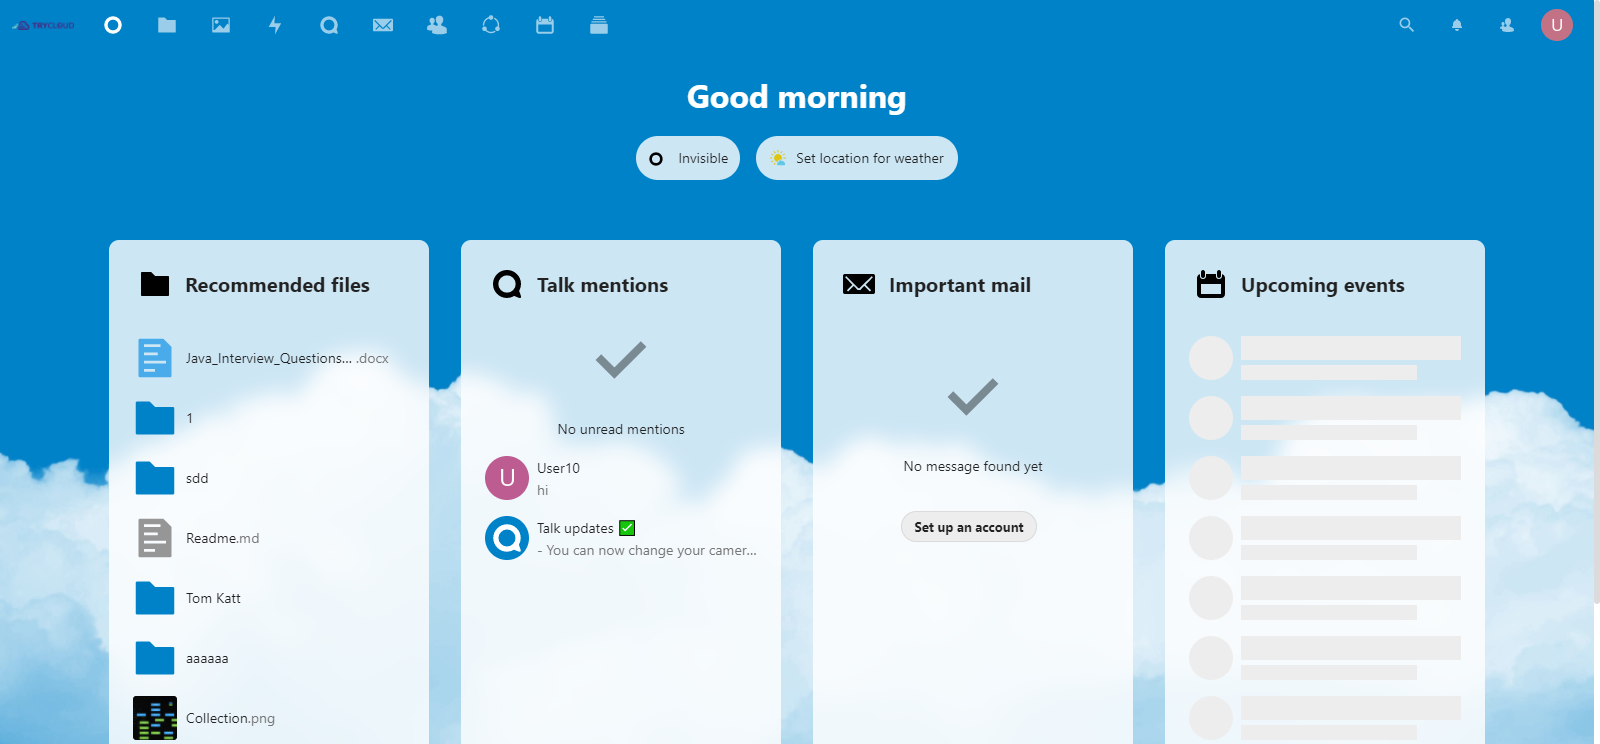 TRYCLOUD
U
Good morning
Invisible
Set location for weather
Recommended files
Java_Interview_Questions... .docx
1
sdd
Readme.md
Tom Katt
aaaaaa
Collection.png
Talk mentions
No unread mentions
U
User10
hi
Talk updates ✅
- You can now change your camer...
Important mail
No message found yet
Set up an account
Upcoming events